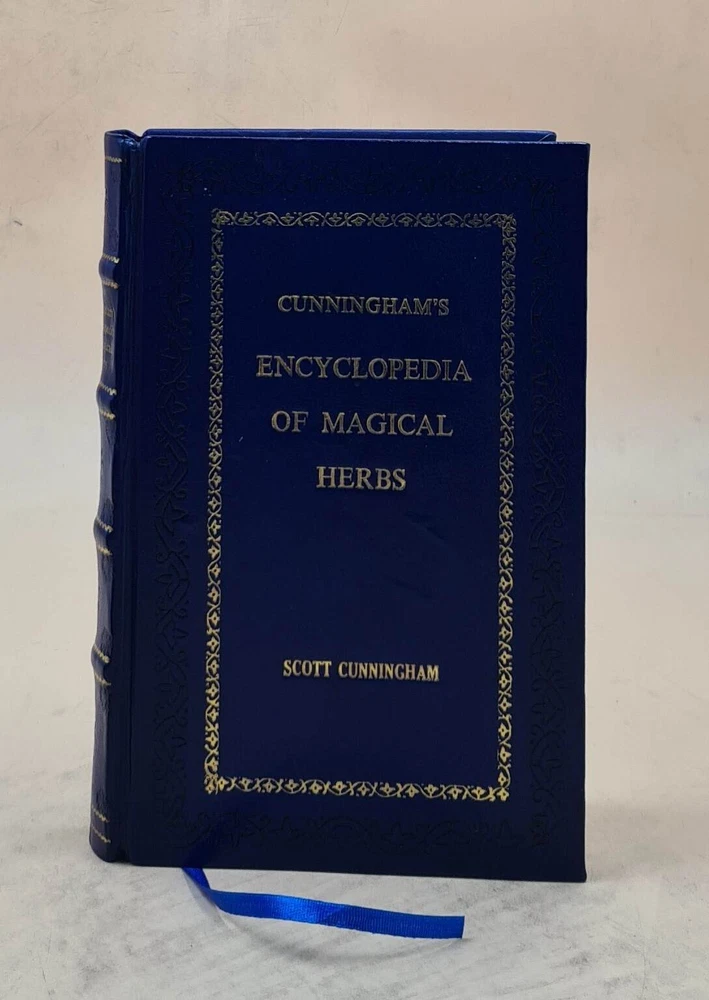 CUNNINGHAM'S
ENCYCLOPEDIA
OF MAGICAL
HERBS
SCOTT CUNNINGHAM